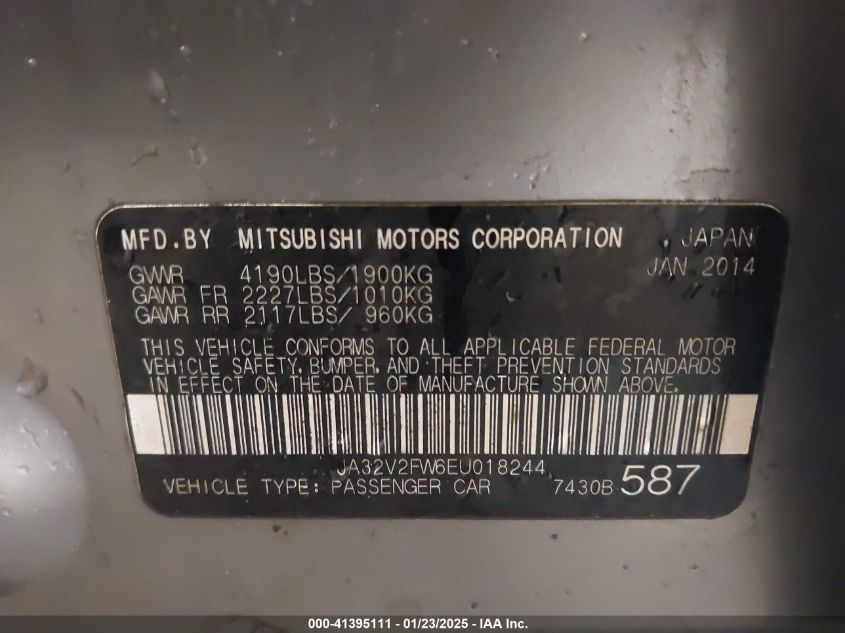 MFD.BY MITSUBISHI MOTORS CORPORATION JAPAN
GVWR 4190LBS/1900KG JAN 2014
GAWR FR 2227LBS/1010KG
GAWR RR 2117LBS/ 960KG
THIS VEHICLE CONFORMS TO ALL APPLICABLE FEDERAL MOTOR
VEHICLE SAFETY, BUMPER, AND THEFT PREVENTION STANDARDS
IN EFFECT ON THE DATE OF MANUFACTURE SHOWN ABOVE.
JA32V2FW6EU018244
VEHICLE TYPE: PASSENGER CAR 7430B 587
000-41395111 - 01/23/2025 - IAA Inc.